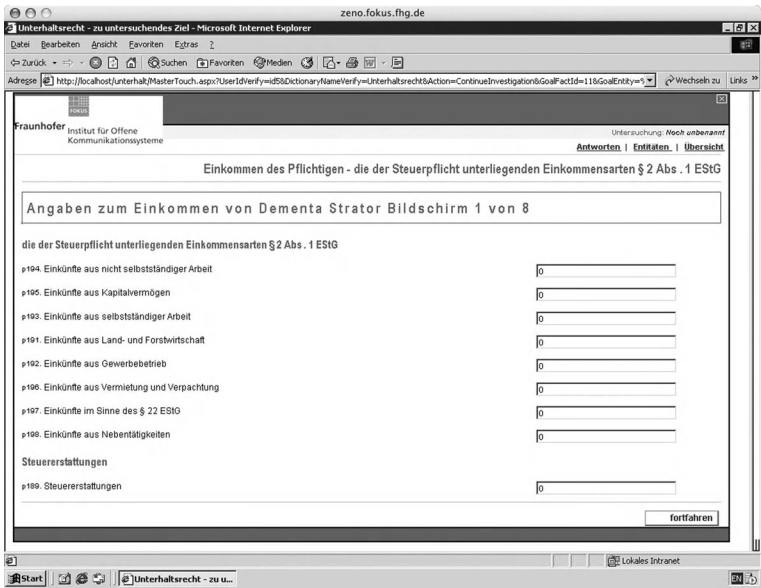 zeno.fokus.fhg.de
Unterhaltsrecht - zu untersuchendes Ziel - Microsoft Internet Explorer
Datei Bearbeiten Ansicht Favoriten Extras ?
Zurück Suchen Favoriten Medien
Adresse http://localhost/unterhalt/MasterTouch.aspx?UserIdVerify=id5&DictionaryNameVerify=Unterhaltsrecht&Action=ContinueInvestigation&GoalFactId=11&GoalEntity=% Wechseln zu Links »
FOKUS
Fraunhofer Institut für Offene
Kommunikationssysteme
Untersuchung: Noch unbenannt
Antworten | Entitäten | Übersicht
Einkommen des Pflichtigen - die der Steuerpflicht unterliegenden Einkommensarten § 2 Abs . 1 EStG
Angaben zum Einkommen von Dementa Strator Bildschirm 1 von 8
die der Steuerpflicht unterliegenden Einkommensarten § 2 Abs . 1 EStG
p194. Einkünfte aus nicht selbstständiger Arbeit 0
p195. Einkünfte aus Kapitalvermögen 0
p193. Einkünfte aus selbstständiger Arbeit 0
p191. Einkünfte aus Land- und Forstwirtschaft 0
p192. Einkünfte aus Gewerbebetrieb 0
p196. Einkünfte aus Vermietung und Verpachtung 0
p197. Einkünfte im Sinne des § 22 EStG 0
p198. Einkünfte aus Nebentätigkeiten 0
Steuererstattungen
p189. Steuererstattungen 0
fortfahren
Lokales Intranet
Start Unterhaltsrecht - zu u... EN